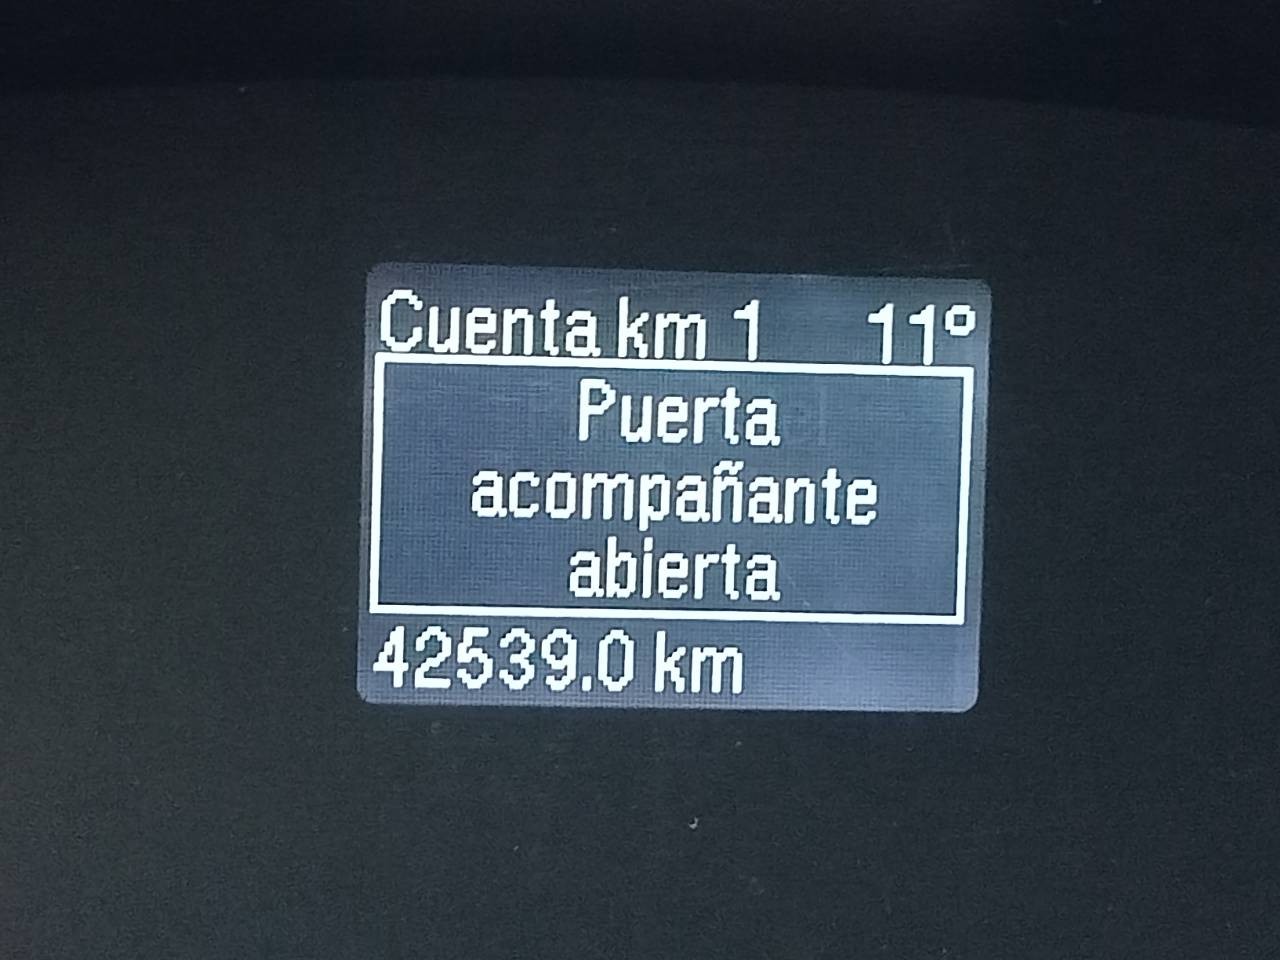 Cuenta km 1 11°
Puerta
acompañante
abierta
42539.0 km